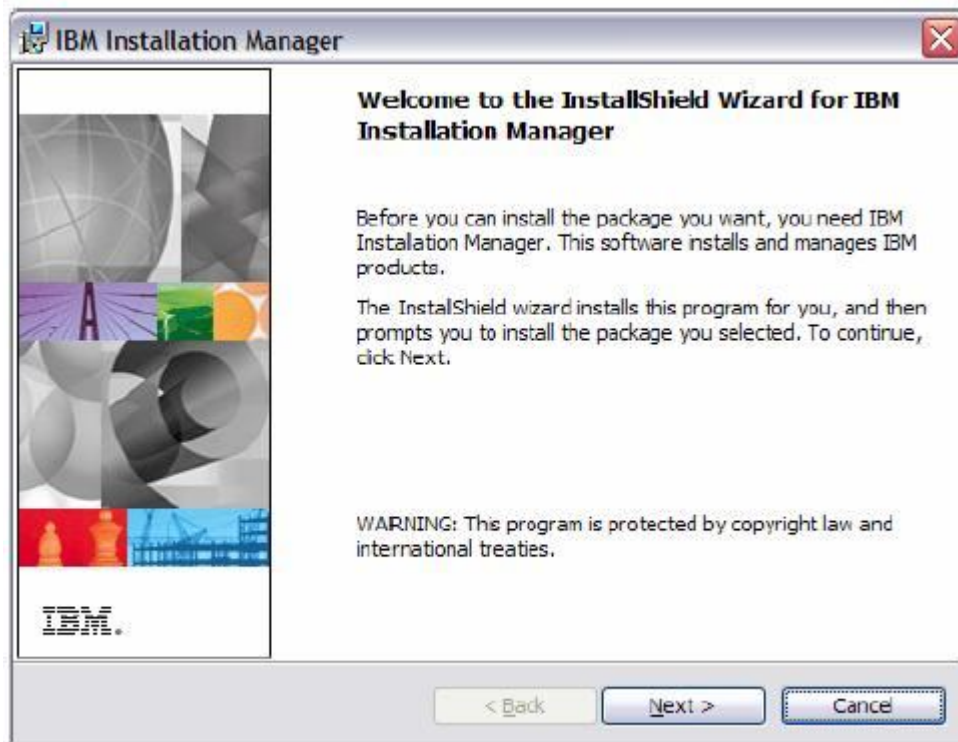 IBM Installation Manager
Welcome to the InstallShield Wizard for IBM
Installation Manager
Before you can install the package you want, you need IBM
Installation Manager. This software installs and manages IBM
products.
The InstallShield wizard installs this program for you, and then
prompts you to install the package you selected. To continue,
click Next.
WARNING: This program is protected by copyright law and
international treaties.
IBM.
< Back
Next >
Cancel